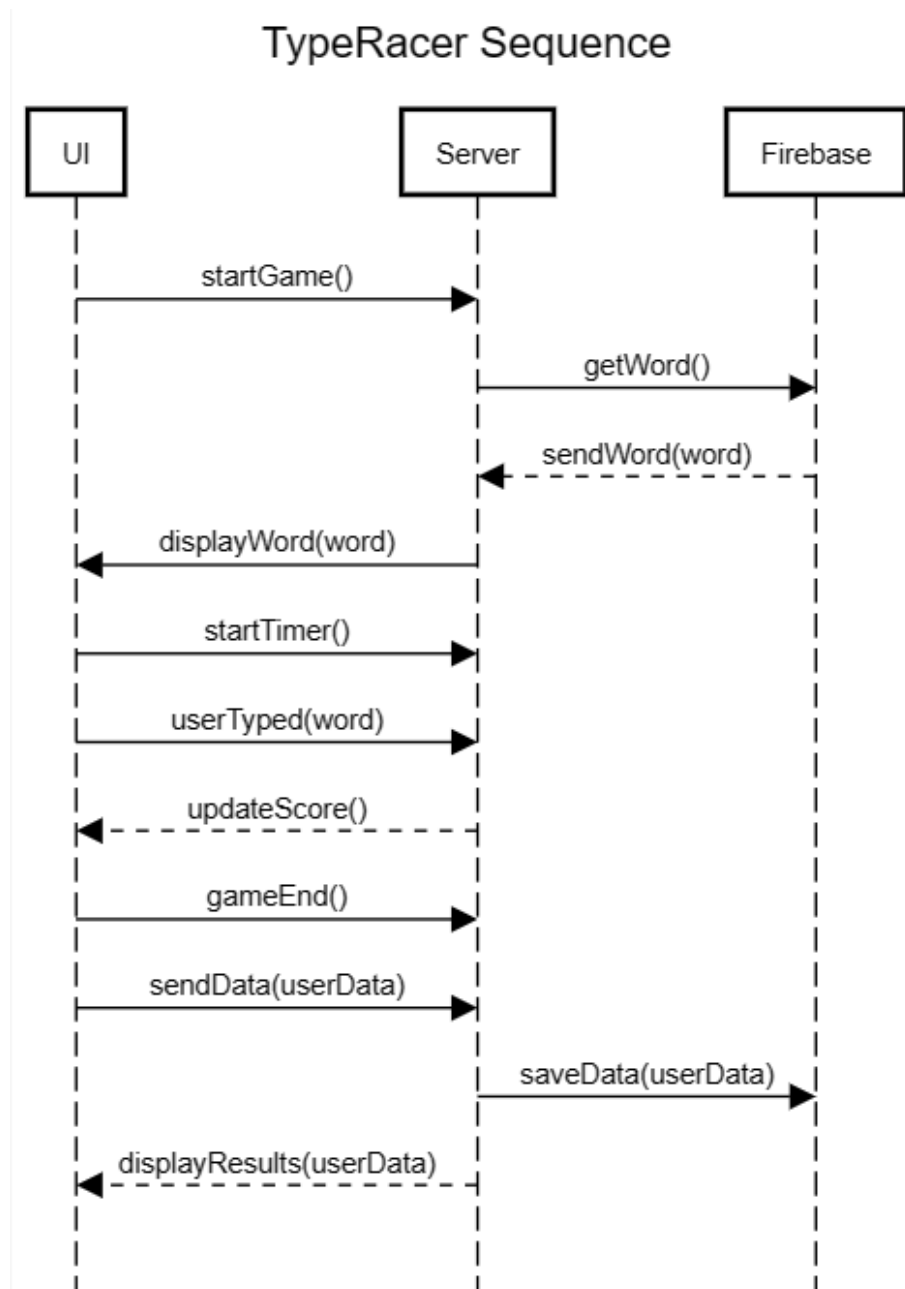 TypeRacer Sequence
UI
Server
Firebase
startGame()
getWord()
sendWord(word)
displayWord(word)
startTimer()
userTyped(word)
updateScore()
gameEnd()
sendData(userData)
saveData(userData)
displayResults(userData)